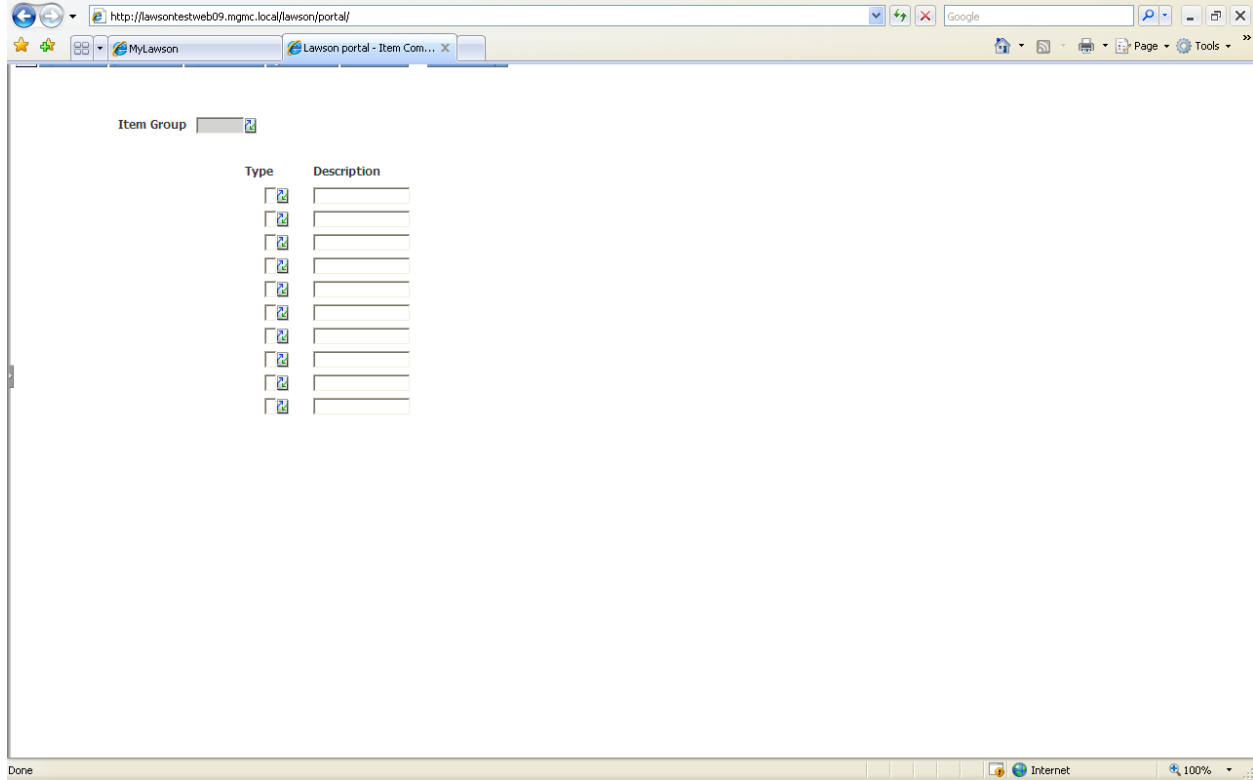 http://lawsontestweb09.mgmc.local/lawson/portal/
Google
MyLawson
Lawson portal - Item Com...
Page
Tools
»
Item Group
Type Description
Done
Internet
100%